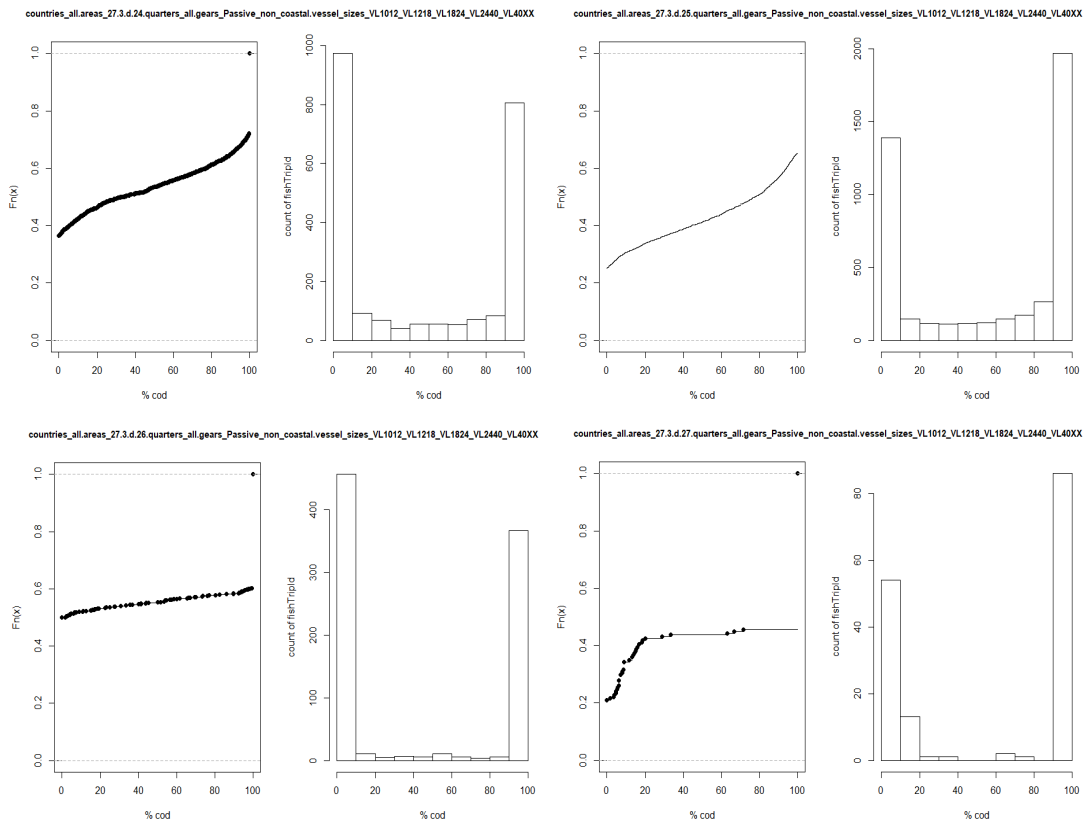 countries_all.areas_27.3.d.24.quarters_all.gears_Passive_non_coastal.vessel_sizes_VL1012_VL1218_VL1824_VL2440_VL40XX
1.0
0.8
0.6
0.4
0.2
0.0
Fn(x)
0 20 40 60 80 100
% cod
1000
800
600
400
200
0
count of fishTripId
0 20 40 60 80 100
% cod
countries_all.areas_27.3.d.25.quarters_all.gears_Passive_non_coastal.vessel_sizes_VL1012_VL1218_VL1824_VL2440_VL40XX
1.0
0.8
0.6
0.4
0.2
0.0
Fn(x)
0 20 40 60 80 100
% cod
2000
1500
1000
500
0
count of fishTripId
0 20 40 60 80 100
% cod
countries_all.areas_27.3.d.26.quarters_all.gears_Passive_non_coastal.vessel_sizes_VL1012_VL1218_VL1824_VL2440_VL40XX
1.0
0.8
0.6
0.4
0.2
0.0
Fn(x)
0 20 40 60 80 100
% cod
400
300
200
100
0
count of fishTripId
0 20 40 60 80 100
% cod
countries_all.areas_27.3.d.27.quarters_all.gears_Passive_non_coastal.vessel_sizes_VL1012_VL1218_VL1824_VL2440_VL40XX
1.0
0.8
0.6
0.4
0.2
0.0
Fn(x)
0 20 40 60 80 100
% cod
80
60
40
20
0
count of fishTripId
0 20 40 60 80 100
% cod